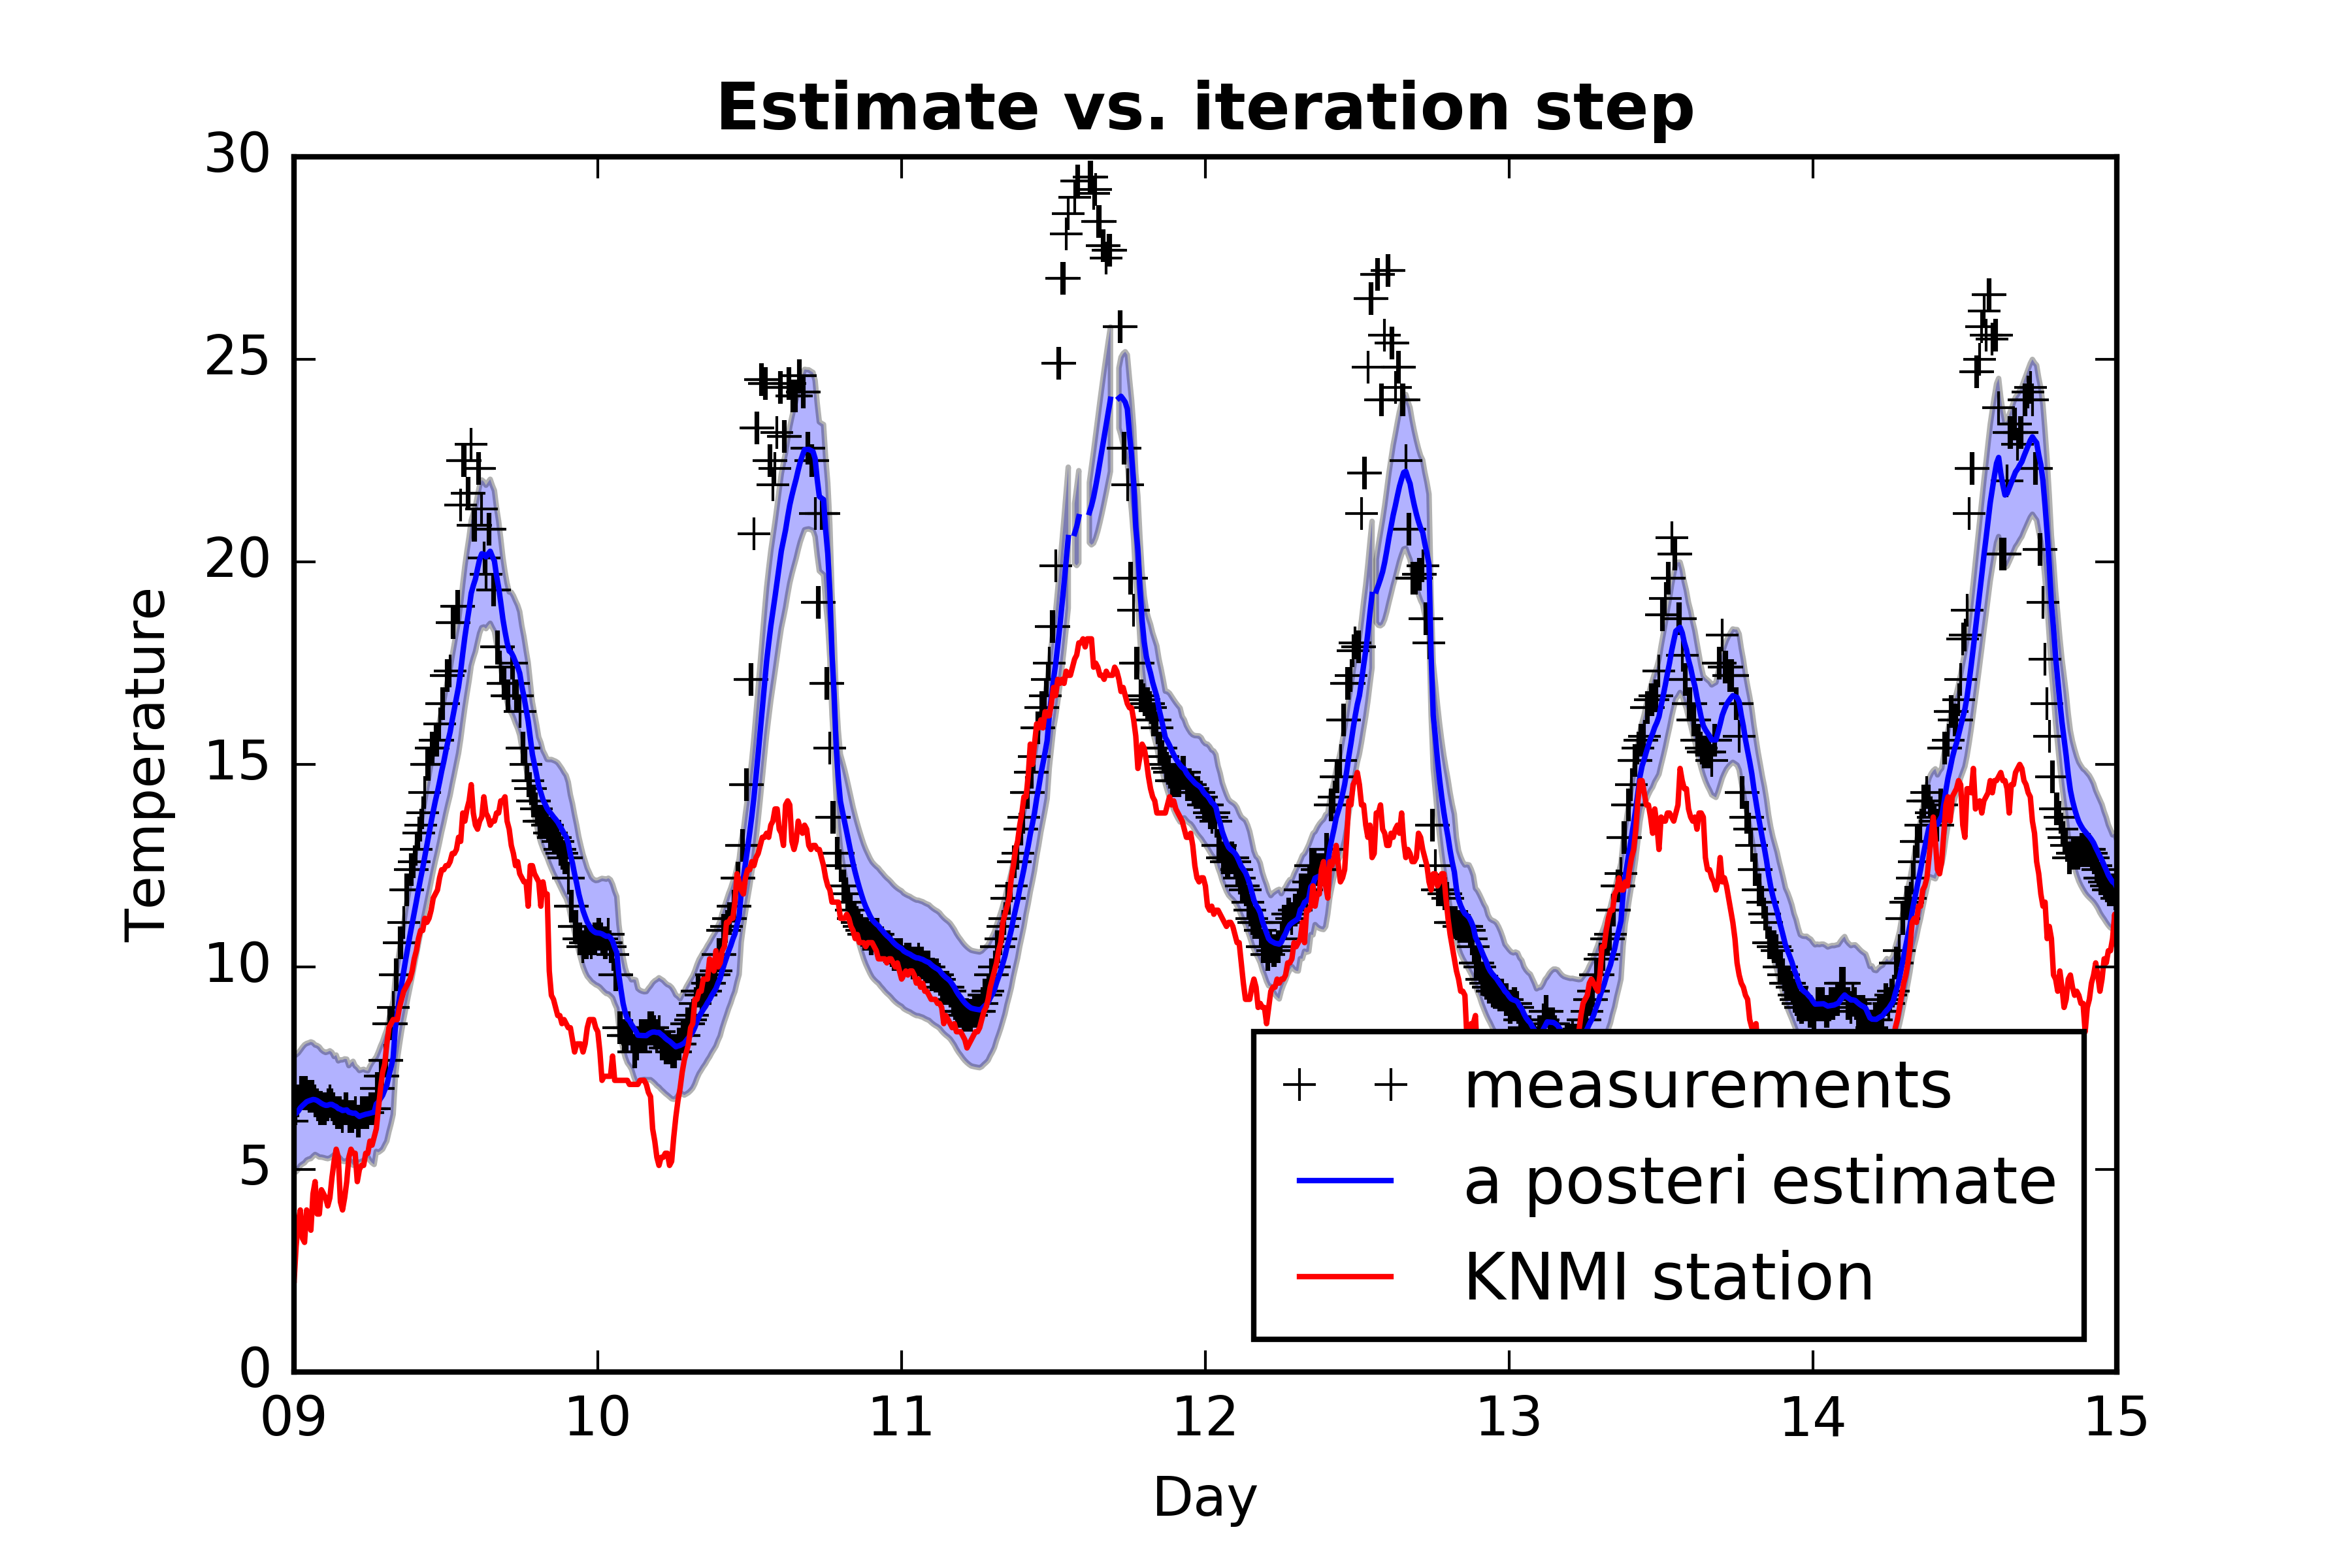 Estimate vs. iteration step
30
25
20
15
10
5
0
Temperature
09 10 11 12 13 14 15
Day
measurements
a posteri estimate
KNMI station